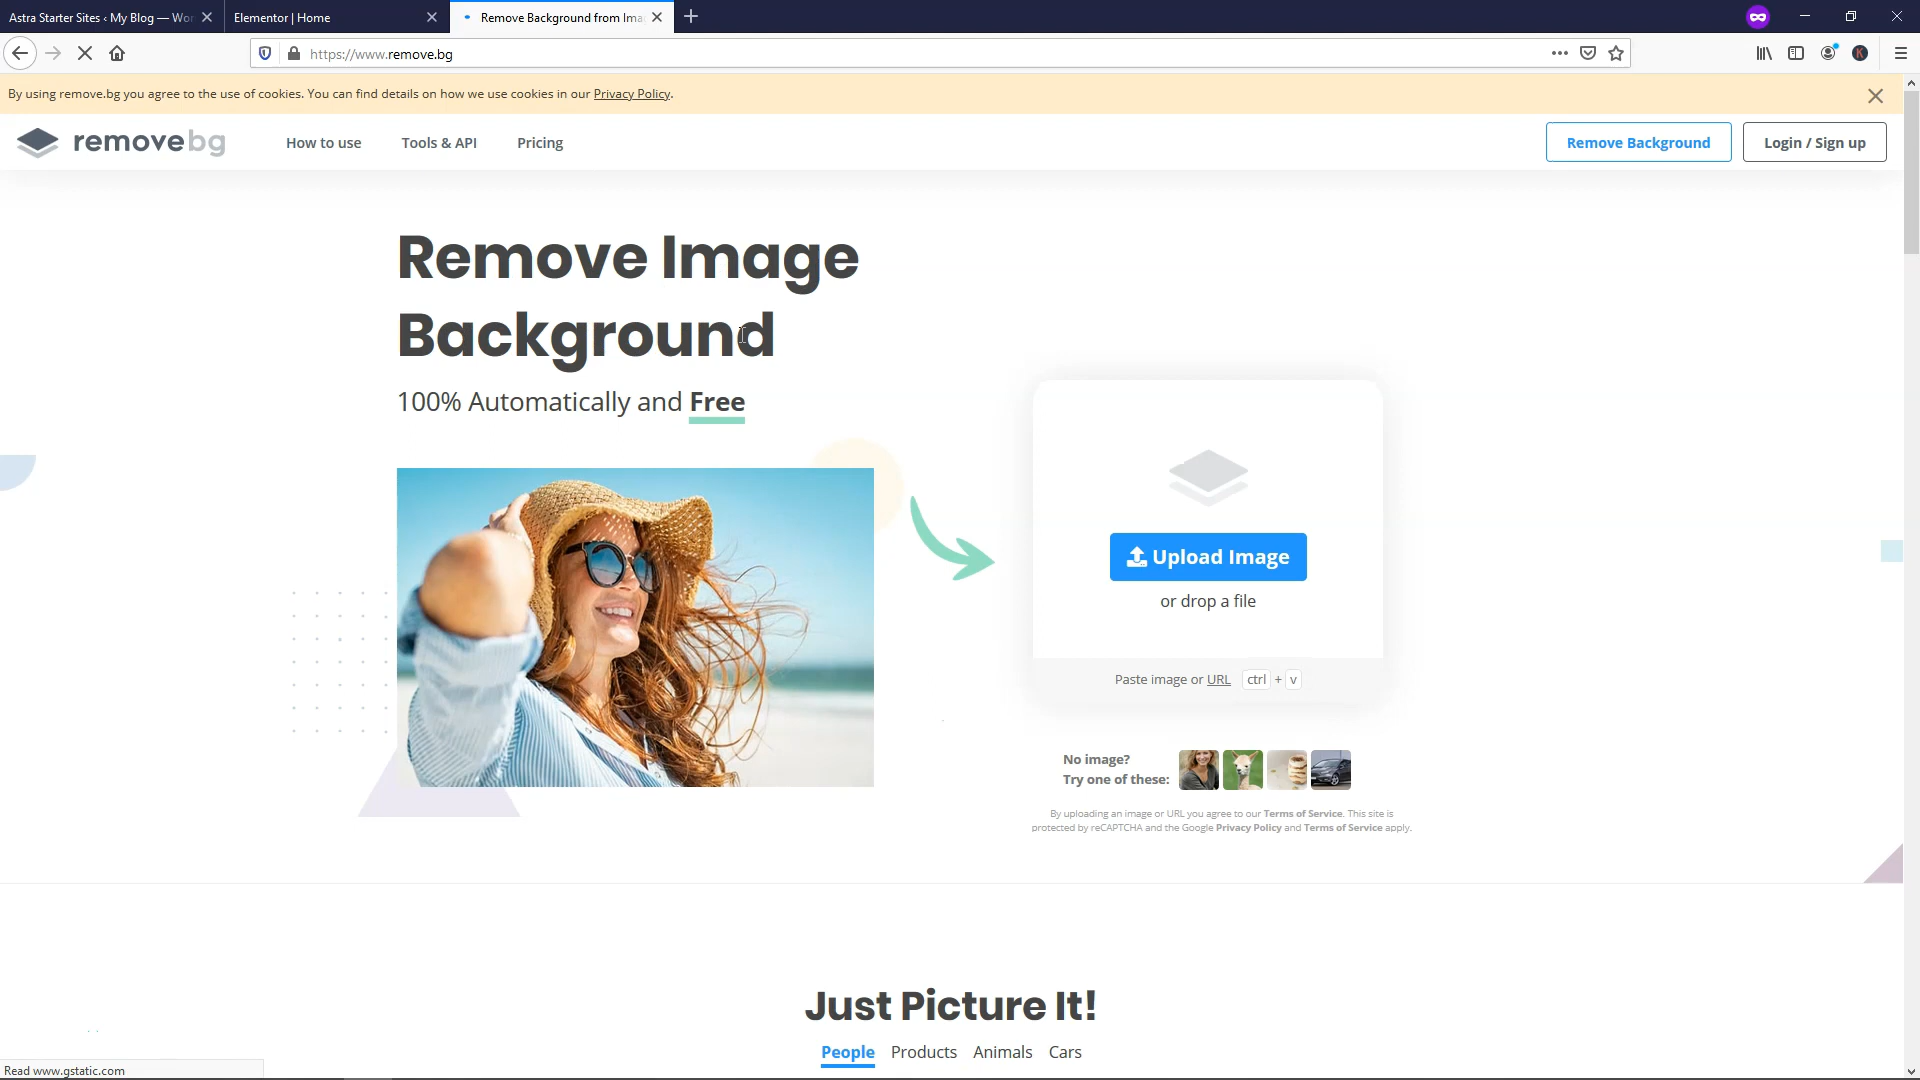 Astra Starter Sites ‹ My Blog — Wor
Elementor | Home
Remove Background from Ima
https://www.remove.bg
By using remove.bg you agree to the use of cookies. You can find details on how we use cookies in our Privacy Policy.
removebg
How to use
Tools & API
Pricing
Remove Background
Login / Sign up
Remove Image
Background
100% Automatically and Free
Upload Image
or drop a file
Paste image or URL ctrl + v
No image?
Try one of these:
By uploading an image or URL you agree to our Terms of Service. This site is
protected by reCAPTCHA and the Google Privacy Policy and Terms of Service apply.
Just Picture It!
People Products Animals Cars
Read www.gstatic.com